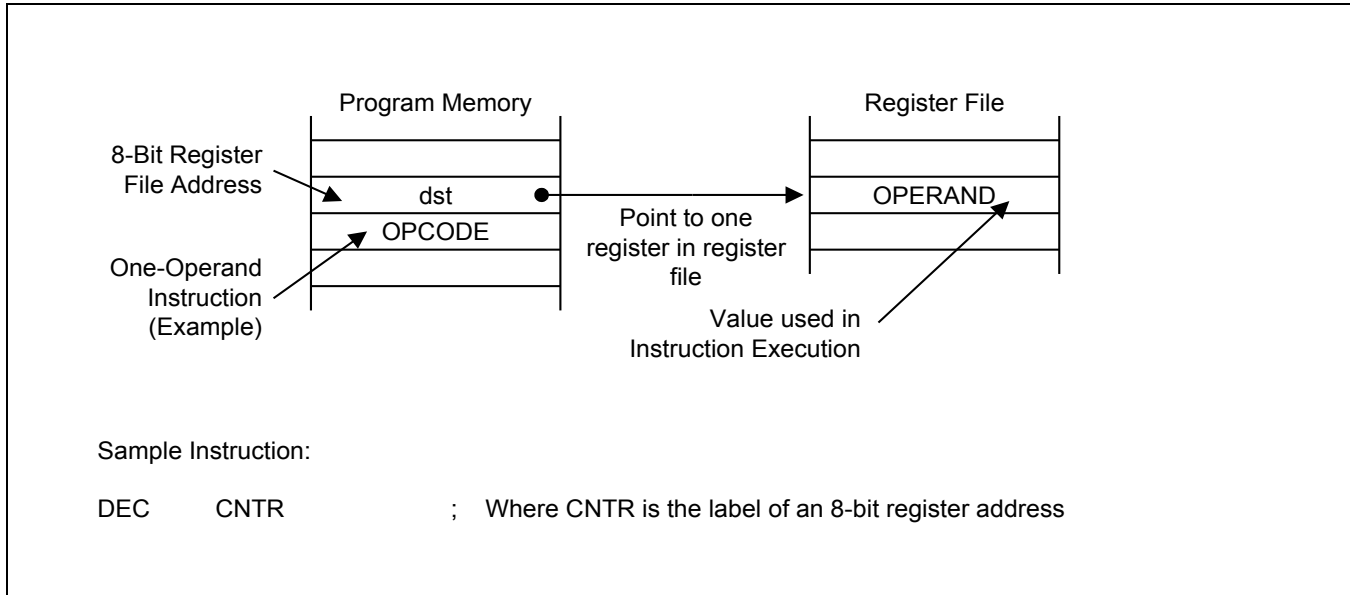 Program Memory
Register File
8-Bit Register
File Address
dst
OPERAND
OPCODE
Point to one
register in register
file
One-Operand
Instruction
(Example)
Value used in
Instruction Execution
Sample Instruction:
DEC CNTR ; Where CNTR is the label of an 8-bit register address